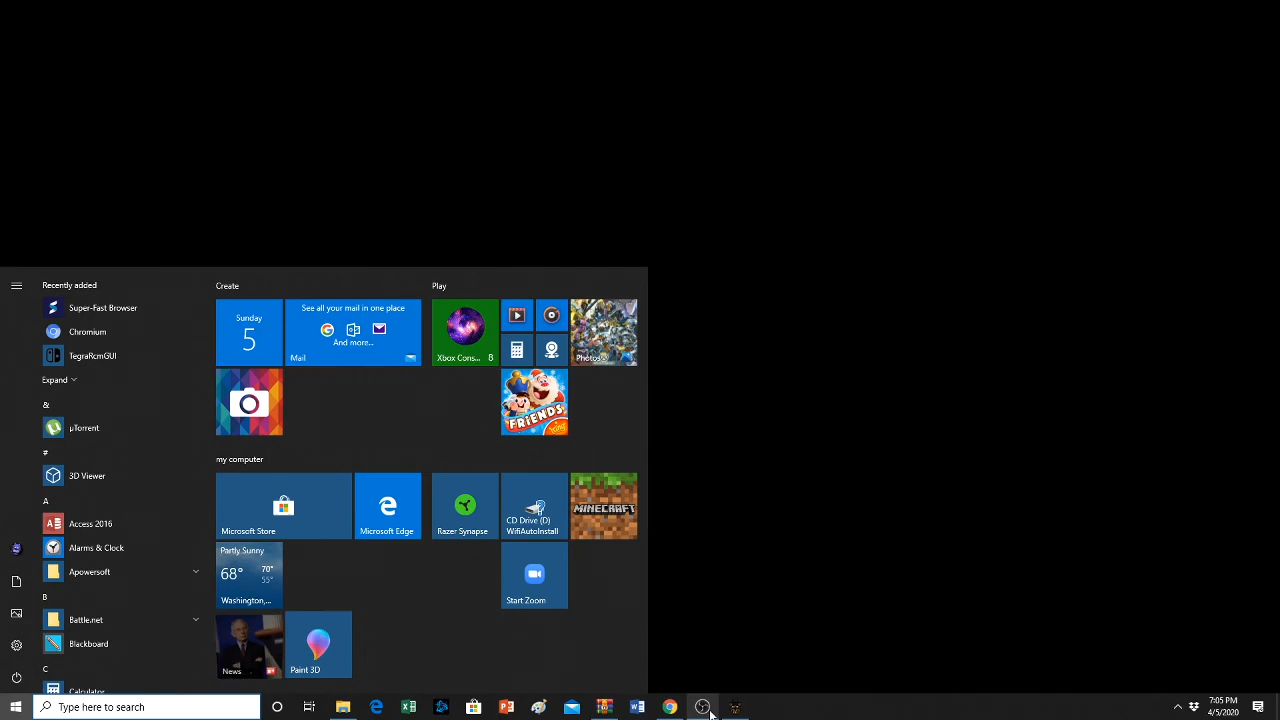 Recently added
Super-Fast Browser
Chromium
TegraRcmGUI
Expand
&
µTorrent
#
3D Viewer
A
Access 2016
Alarms & Clock
Apowersoft
B
Battle.net
Blackboard
C
Calculator
Create
Sunday
5
See all your mail in one place
And more...
Mail
Play
Xbox Cons... 8
Photos
FRIENDS
King
my computer
Microsoft Store
Microsoft Edge
Razer Synapse
CD Drive (D)
WifiAutoInstall
MINECRAFT
Partly Sunny
68° 70°
55°
Washington,...
Start Zoom
News
Paint 3D
Type here to search
7:05 PM
4/5/2020